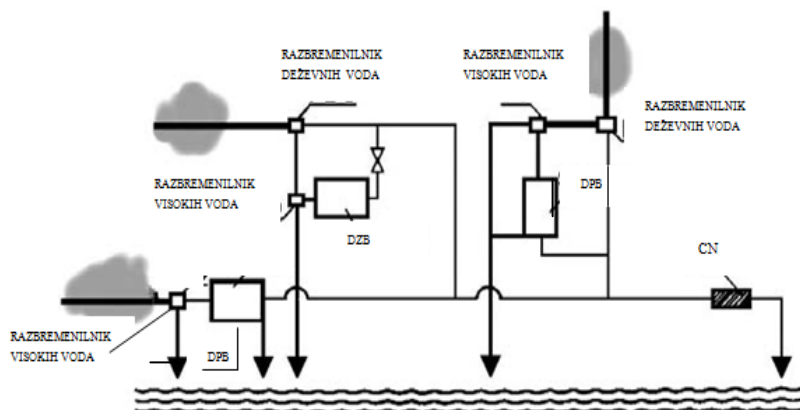 RAZBREMENILNIK
DEŽEVNIH VODA
RAZBREMENILNIK
VISOKIH VODA
RAZBREMENILNIK
DEŽEVNIH VODA
RAZBREMENILNIK
VISOKIH VODA
DPB
DZB
CN
RAZBREMENILNIK
VISOKIH VODA
DPB